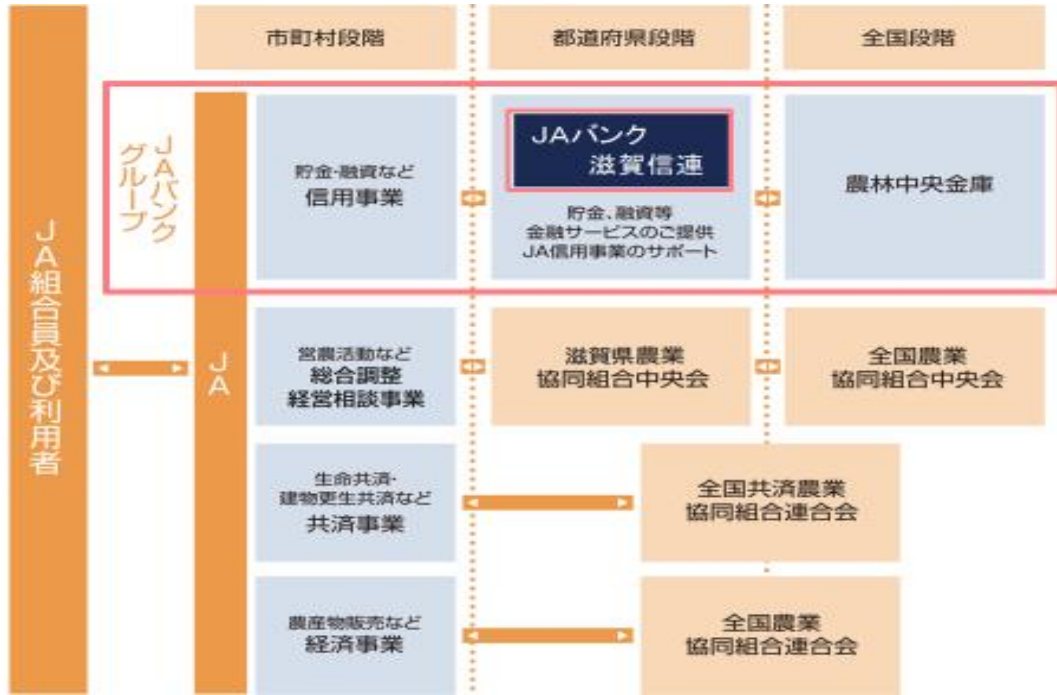 市町村段階
都道府県段階
全国段階
JA組合員及び利用者
JAバンク
グループ
JA
貯金・融資など
信用事業
JAバンク
滋賀信連
貯金、融資等
金融サービスのご提供
JA信用事業のサポート
農林中央金庫
営農活動など
総合調整
経営相談事業
滋賀県農業
協同組合中央会
全国農業
協同組合中央会
生命共済・
建物更生共済など
共済事業
全国共済農業
協同組合連合会
農産物販売など
経済事業
全国農業
協同組合連合会